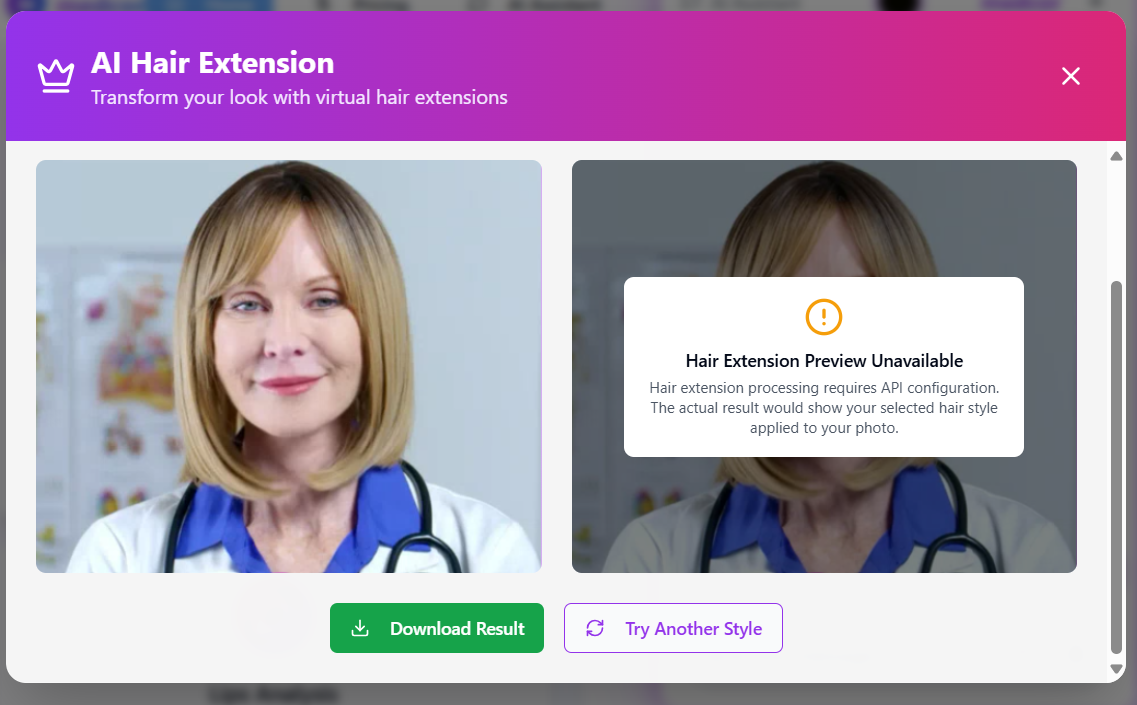 AI Hair Extension
Transform your look with virtual hair extensions
Hair Extension Preview Unavailable
Hair extension processing requires API configuration.
The actual result would show your selected hair style
applied to your photo.
Download Result
Try Another Style
Lips Analysis